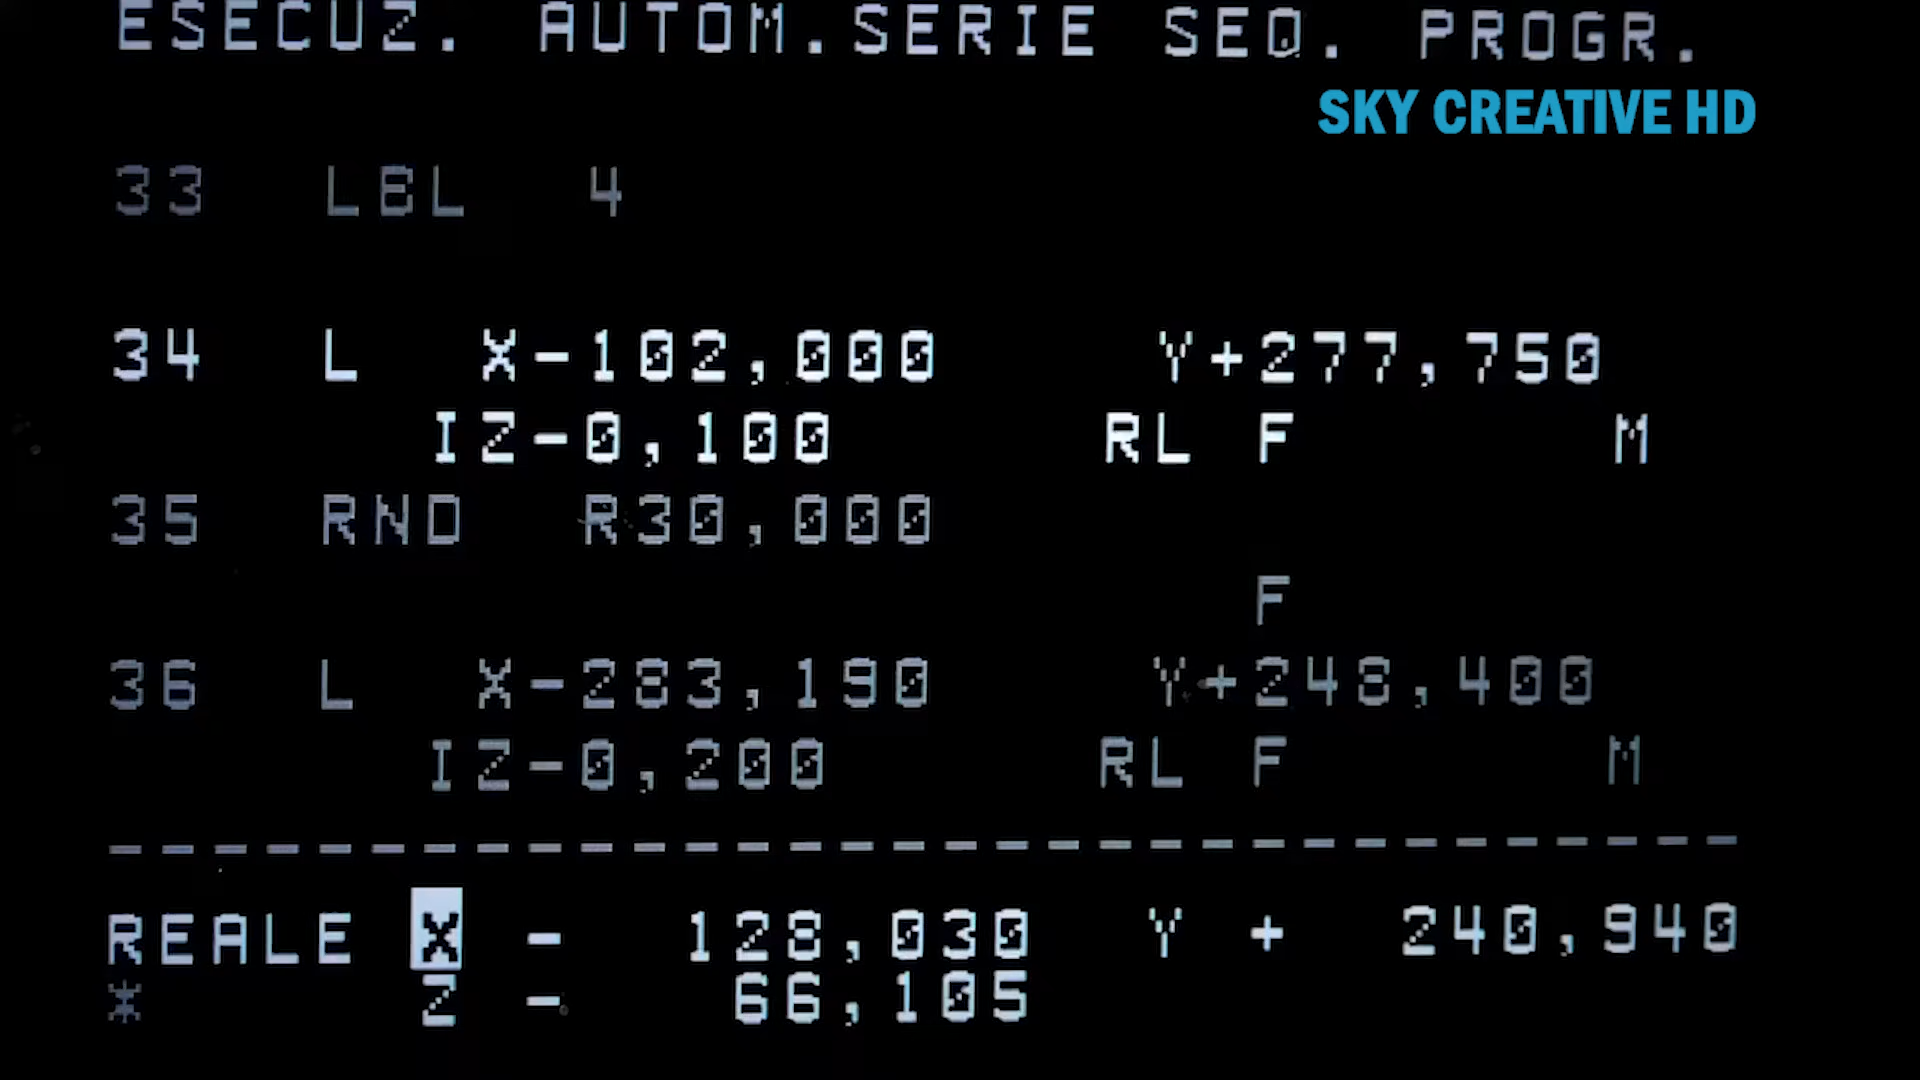 ESECUZ. AUTOM.SERIE SEQ. PROGR.
SKY CREATIVE HD
33 LBL 4
34 L X-102,000 Y+277,750
IZ-0,100 RL F M
35 RND R30,000
F
36 L X-283,190 Y+248,400
IZ-0,200 RL F M
--------------------------------
REALE X - 128,030 Y + 240,940
* Z - 66,105